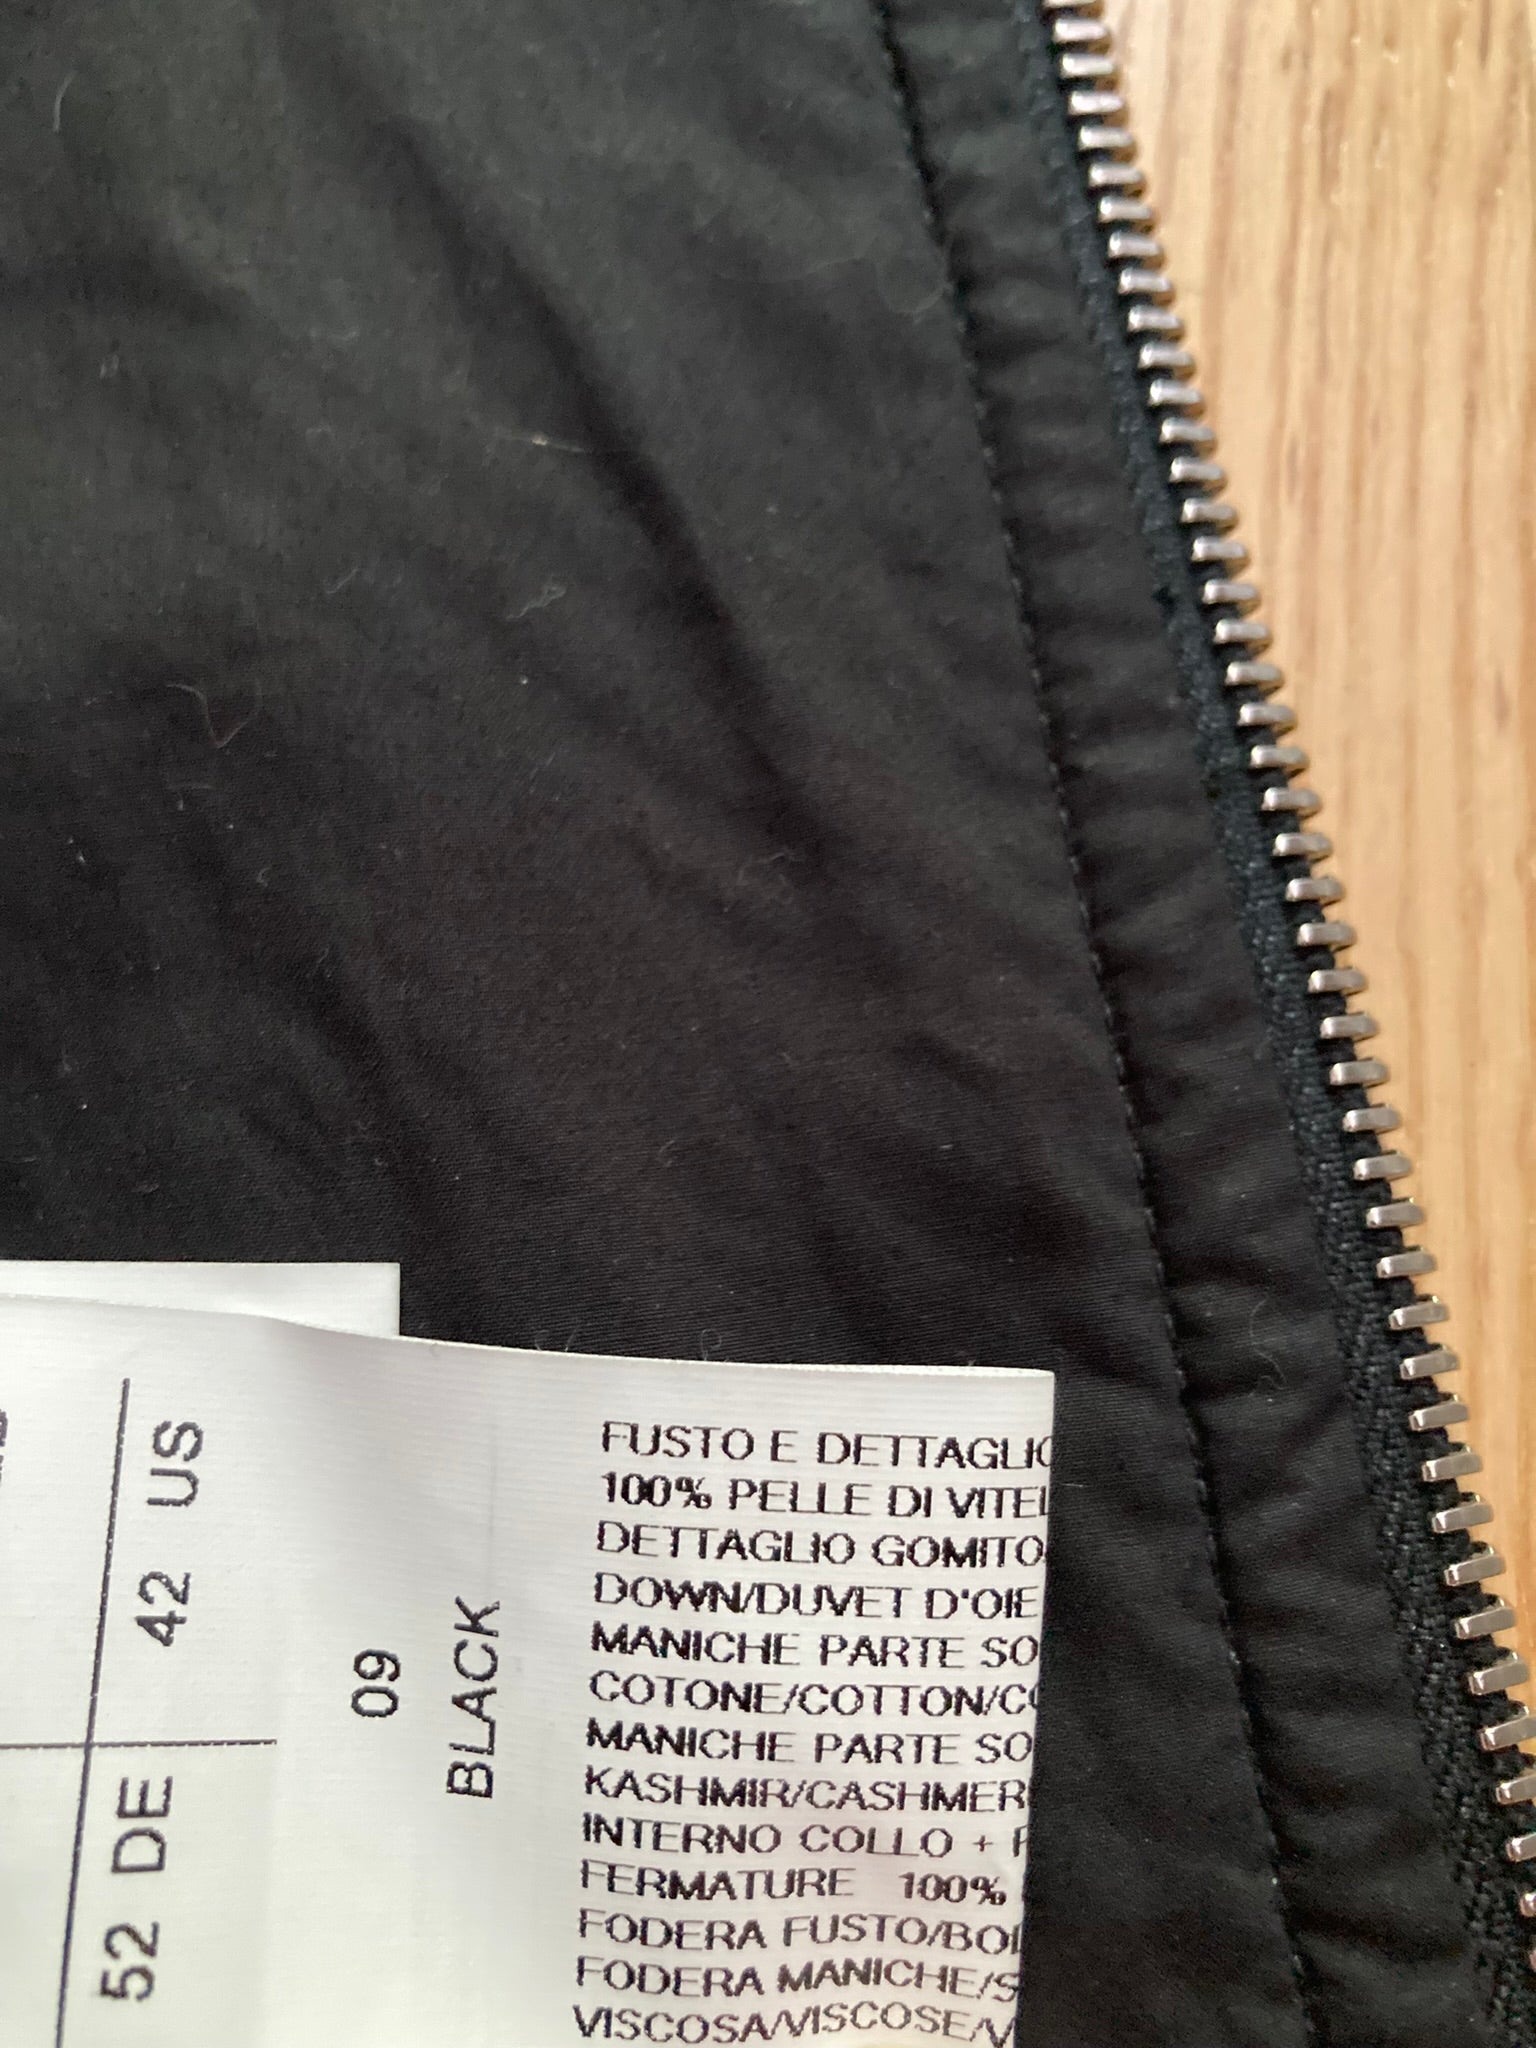 42 US
52 DE
09
BLACK
FUSTO E DETTAGLIO
100% PELLE DI
DETTAGLIO GOMITO
DOWN/DUVET D'OIE
MANICHE PARTE SO
COTONE/COTTON/CO
MANICHE PARTE SO
KASHMIR/CASHMER
INTERNO COLLO +
FERMATURE 100%
FODERA FUSTO/BO
FODERA MANICHE/S
VISCOSA/VISCOSE/V